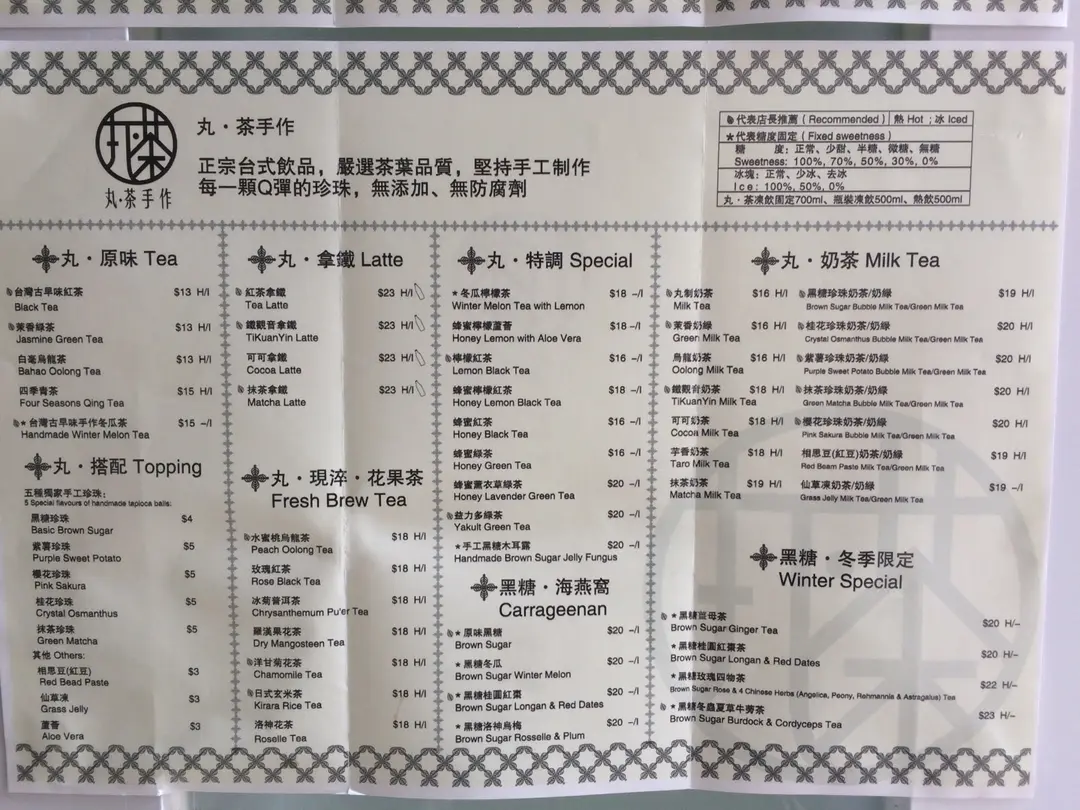 丸茶
丸·茶手作
丸・茶手作
正宗台式飲品，嚴選茶葉品質，堅持手工制作
每一顆Q彈的珍珠，無添加、無防腐劑
代表店長推薦 ( Recommended ) 熱 Hot ; 冰 Iced
★代表糖度固定 ( Fixed sweetness )
糖 度: 正常、少甜、半糖、微糖、無糖
Sweetness: 100%, 70%, 50%, 30%, 0%
冰塊: 正常、少冰、去冰
Ice: 100%, 50%, 0%
丸・茶凍飲固定700ml、瓶裝凍飲500ml、熱飲500ml
丸・原味 Tea
台灣古早味紅茶 $13 H/I
Black Tea
茉香綠茶 $13 H/I
Jasmine Green Tea
白毫烏龍茶 $13 H/I
Bahao Oolong Tea
四季青茶 $15 H/I
Four Seasons Qing Tea
★台灣古早味手作冬瓜茶 $15 –/I
Handmade Winter Melon Tea
丸・搭配 Topping
五種獨家手工珍珠:
5 Special flavours of handmade tapioca balls:
黑糖珍珠 $4
Basic Brown Sugar
紫薯珍珠 $5
Purple Sweet Potato
櫻花珍珠 $5
Pink Sakura
桂花珍珠 $5
Crystal Osmanthus
抹茶珍珠 $5
Green Matcha
其他 Others:
相思豆(紅豆) $3
Red Bead Paste
仙草凍 $3
Grass Jelly
蘆薈 $3
Aloe Vera
丸・拿鐵 Latte
紅茶拿鐵 $23 H/I
Tea Latte
鐵觀音拿鐵 $23 H/I
TiKuanYin Latte
可可拿鐵 $23 H/I
Cocoa Latte
抹茶拿鐵 $23 H/I
Matcha Latte
丸・現淬・花果茶
Fresh Brew Tea
水蜜桃烏龍茶 $18 H/I
Peach Oolong Tea
玫瑰紅茶 $18 H/I
Rose Black Tea
冰菊普洱茶 $18 H/I
Chrysanthemum Pu'er Tea
羅漢果花茶 $18 H/I
Dry Mangosteen Tea
洋甘菊花茶 $18 H/I
Chamomile Tea
日式玄米茶 $18 H/I
Kirara Rice Tea
洛神花茶 $18 H/I
Roselle Tea
丸・特調 Special
★冬瓜檸檬茶 $18 –/I
Winter Melon Tea with Lemon
蜂蜜檸檬蘆薈 $18 –/I
Honey Lemon with Aloe Vera
檸檬紅茶 $16 –/I
Lemon Black Tea
蜂蜜檸檬紅茶 $18 –/I
Honey Lemon Black Tea
蜂蜜紅茶 $16 –/I
Honey Black Tea
蜂蜜綠茶 $16 –/I
Honey Green Tea
蜂蜜薰衣草綠茶 $20 –/I
Honey Lavender Green Tea
益力多綠茶 $20 –/I
Yakult Green Tea
★手工黑糖木耳露 $20 –/I
Handmade Brown Sugar Jelly Fungus
黑糖・海燕窩
Carrageenan
★原味黑糖 $20 –/I
Brown Sugar
★黑糖冬瓜 $20 –/I
Brown Sugar Winter Melon
★黑糖桂圓紅棗 $20 –/I
Brown Sugar Longan & Red Dates
★黑糖洛神烏梅 $20 –/I
Brown Sugar Rosselle & Plum
丸・奶茶 Milk Tea
丸制奶茶 $16 H/I
Milk Tea
茉香奶綠 $16 H/I
Green Milk Tea
烏龍奶茶 $16 H/I
Oolong Milk Tea
鐵觀音奶茶 $18 H/I
TiKuanYin Milk Tea
可可奶茶 $18 H/I
Cocoa Milk Tea
芋香奶茶 $18 H/I
Taro Milk Tea
抹茶奶茶 $19 H/I
Matcha Milk Tea
黑糖珍珠奶茶/奶綠 $19 H/I
Brown Sugar Bubble Milk Tea/Green Milk Tea
桂花珍珠奶茶/奶綠 $20 H/I
Crystal Osmanthus Bubble Milk Tea/Green Milk Tea
紫薯珍珠奶茶/奶綠 $20 H/I
Purple Sweet Potato Bubble Milk Tea/Green Milk Tea
抹茶珍珠奶茶/奶綠 $20 H/I
Green Matcha Bubble Milk Tea/Green Milk Tea
櫻花珍珠奶茶/奶綠 $20 H/I
Pink Sakura Bubble Milk Tea/Green Milk Tea
相思豆(紅豆)奶茶/奶綠 $19 H/I
Red Beam Paste Milk Tea/Green Milk Tea
仙草凍奶茶/奶綠 $19 –/I
Grass Jelly Milk Tea/Green Milk Tea
黑糖・冬季限定
Winter Special
★黑糖薑母茶 $20 H/–
Brown Sugar Ginger Tea
★黑糖桂圓紅棗茶 $20 H/–
Brown Sugar Longan & Red Dates
★黑糖玫瑰四物茶 $22 H/–
Brown Sugar Rose & 4 Chinese Herbs (Angelica, Peony, Rehmannia & Astragalus) Tea
★黑糖冬蟲夏草牛蒡茶 $23 H/–
Brown Sugar Burdock & Cordyceps Tea